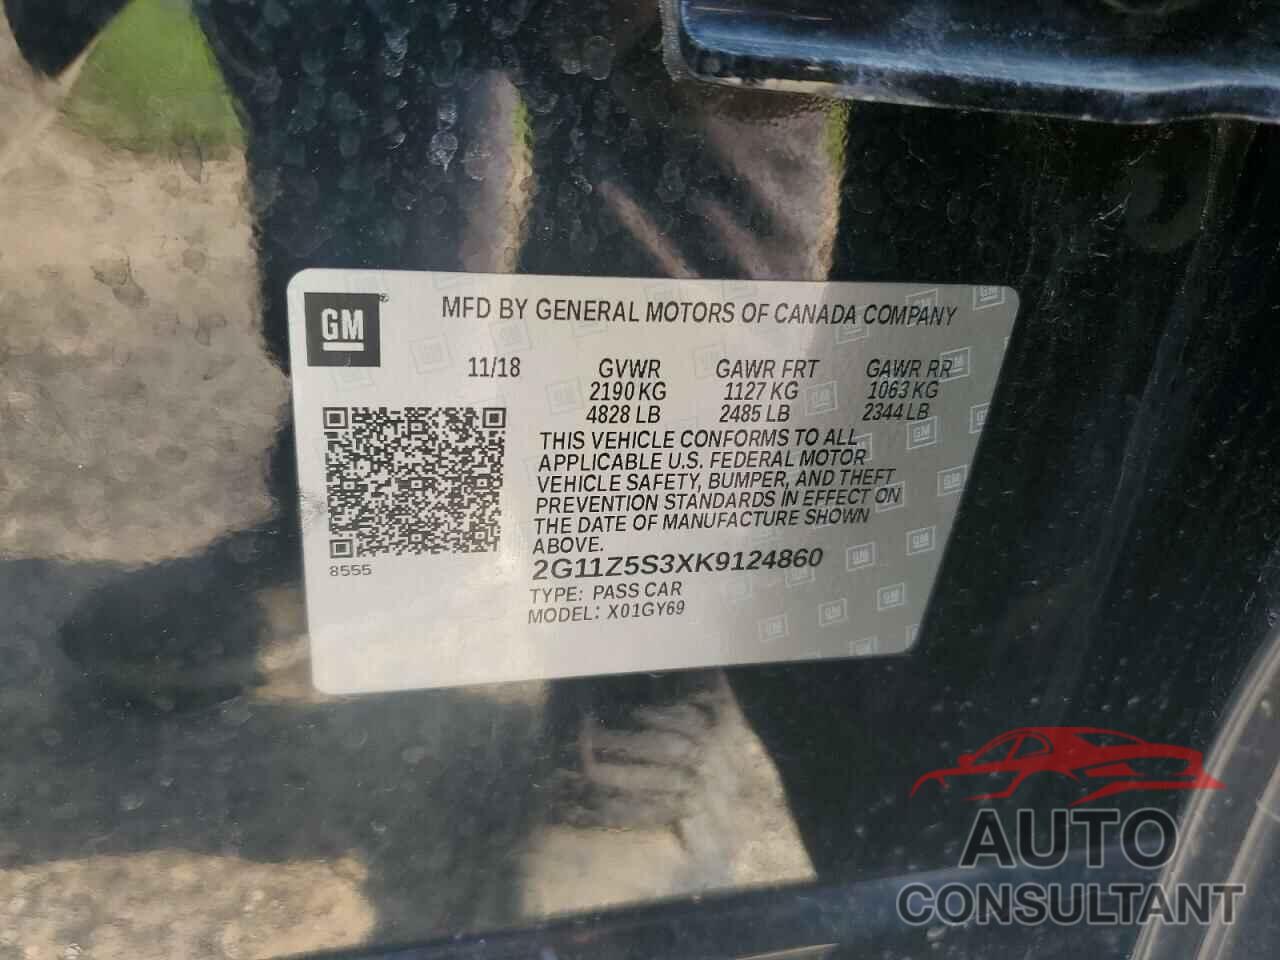 GM®
MFD BY GENERAL MOTORS OF CANADA COMPANY
11/18 GVWR GAWR FRT GAWR RR
2190 KG 1127 KG 1063 KG
4828 LB 2485 LB 2344 LB
THIS VEHICLE CONFORMS TO ALL
APPLICABLE U.S. FEDERAL MOTOR
VEHICLE SAFETY, BUMPER, AND THEFT
PREVENTION STANDARDS IN EFFECT ON
THE DATE OF MANUFACTURE SHOWN
ABOVE.
8555
2G11Z5S3XK9124860
TYPE: PASS CAR
MODEL: X01GY69
AUTO
CONSULTANT